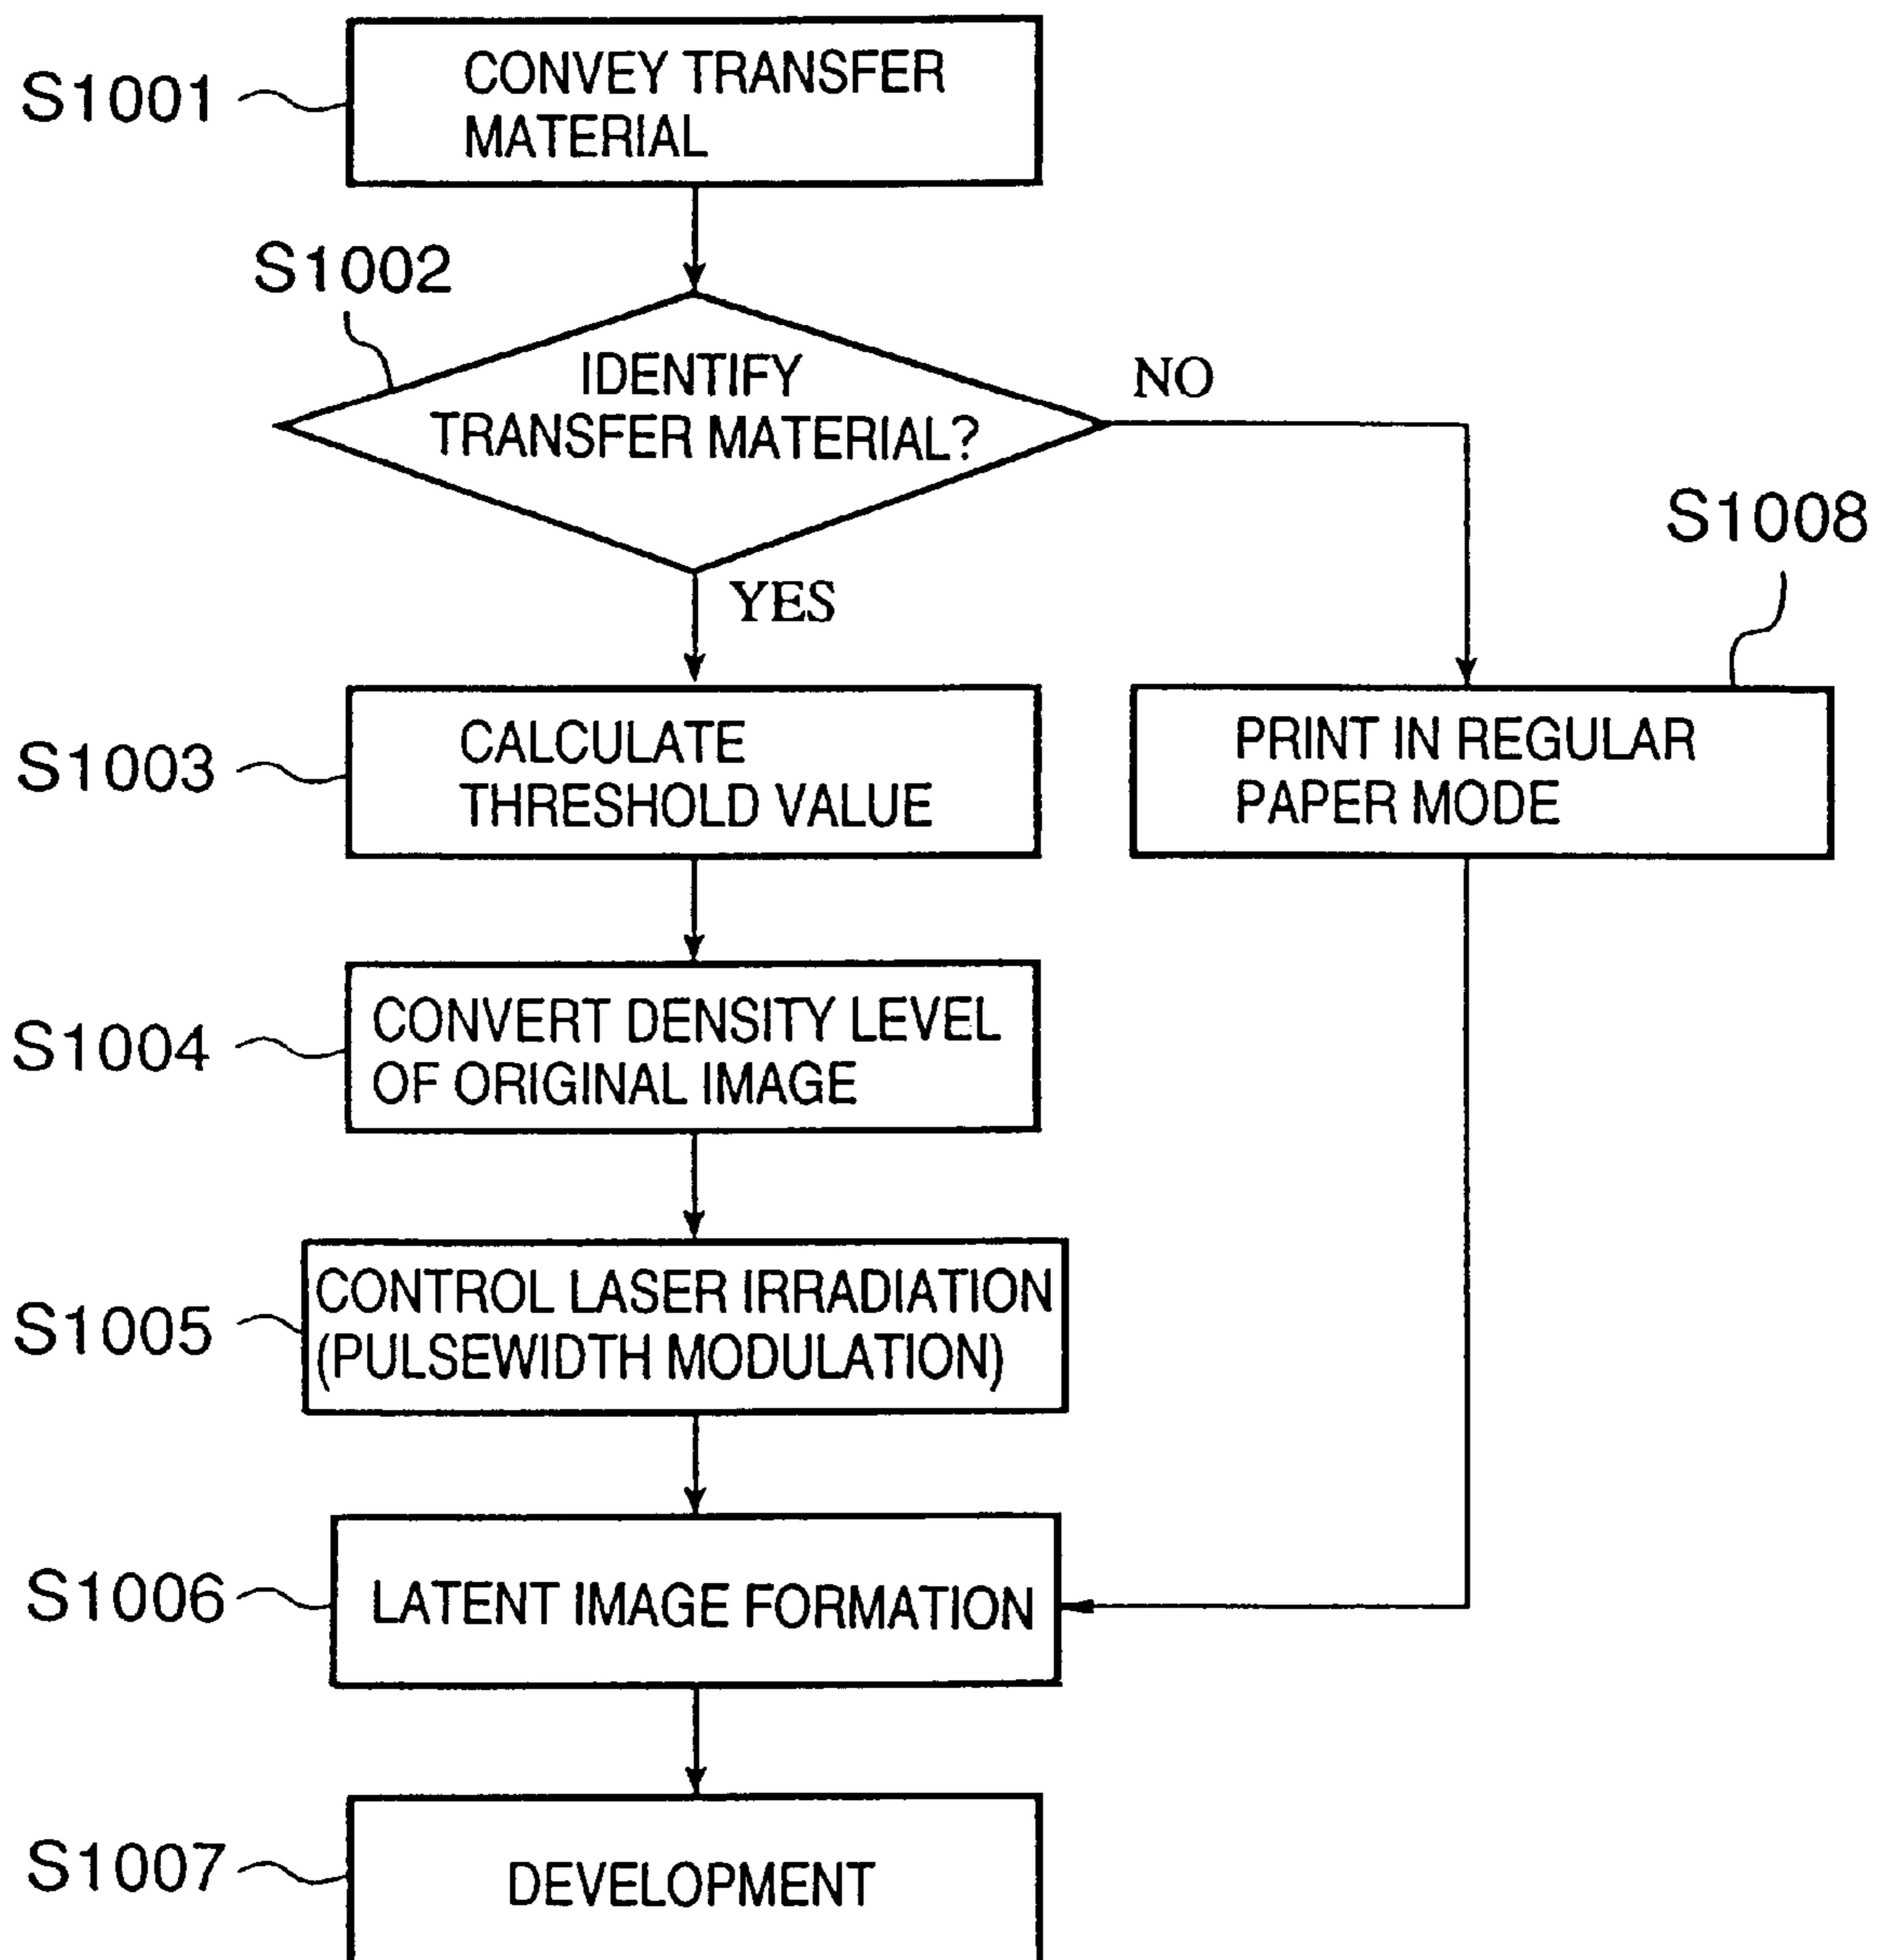 S1001
CONVEY TRANSFER
MATERIAL
S1002
IDENTIFY
TRANSFER MATERIAL?
NO
YES
S1008
S1003
CALCULATE
THRESHOLD VALUE
PRINT IN REGULAR
PAPER MODE
S1004
CONVERT DENSITY LEVEL
OF ORIGINAL IMAGE
S1005
CONTROL LASER IRRADIATION
(PULSEWIDTH MODULATION)
S1006
LATENT IMAGE FORMATION
S1007
DEVELOPMENT